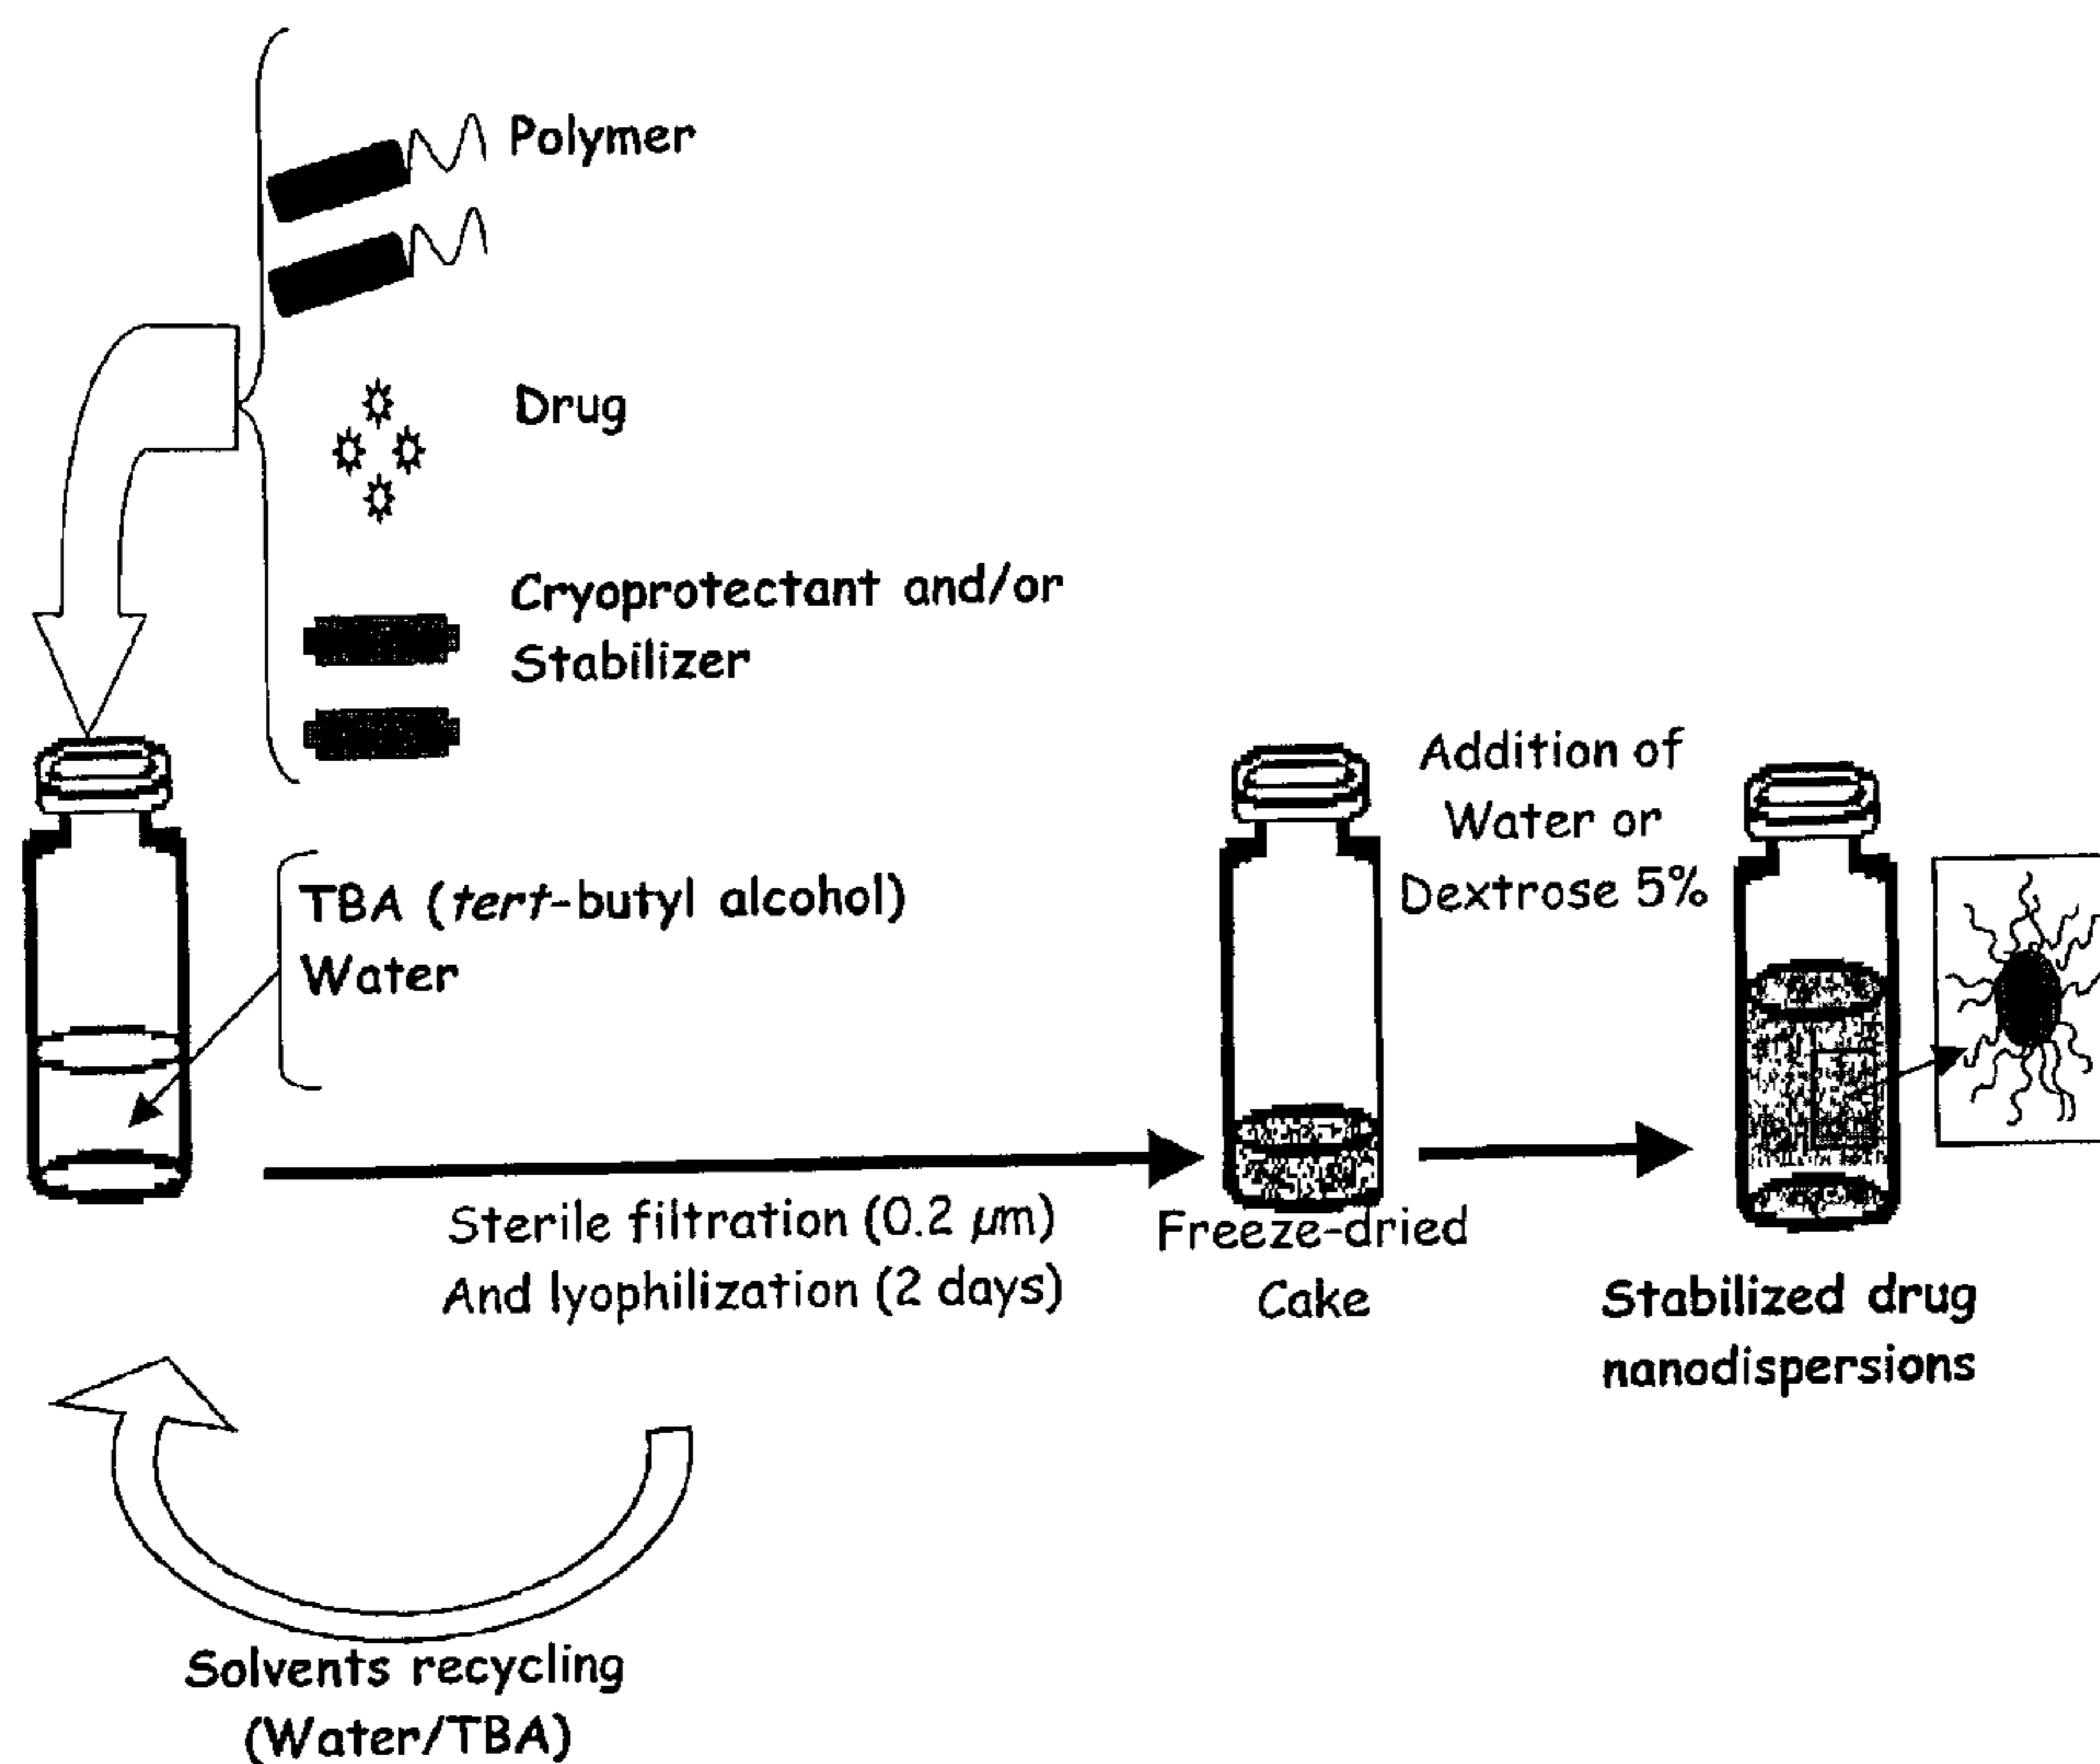 Polymer
Drug
Cryoprotectant and/or
Stabilizer
TBA (tert-butyl alcohol)
Water
Addition of
Water or
Dextrose 5%
Sterile filtration (0.2 µm)
And lyophilization (2 days)
Freeze-dried
Cake
Stabilized drug
nanodispersions
Solvents recycling
(Water/TBA)